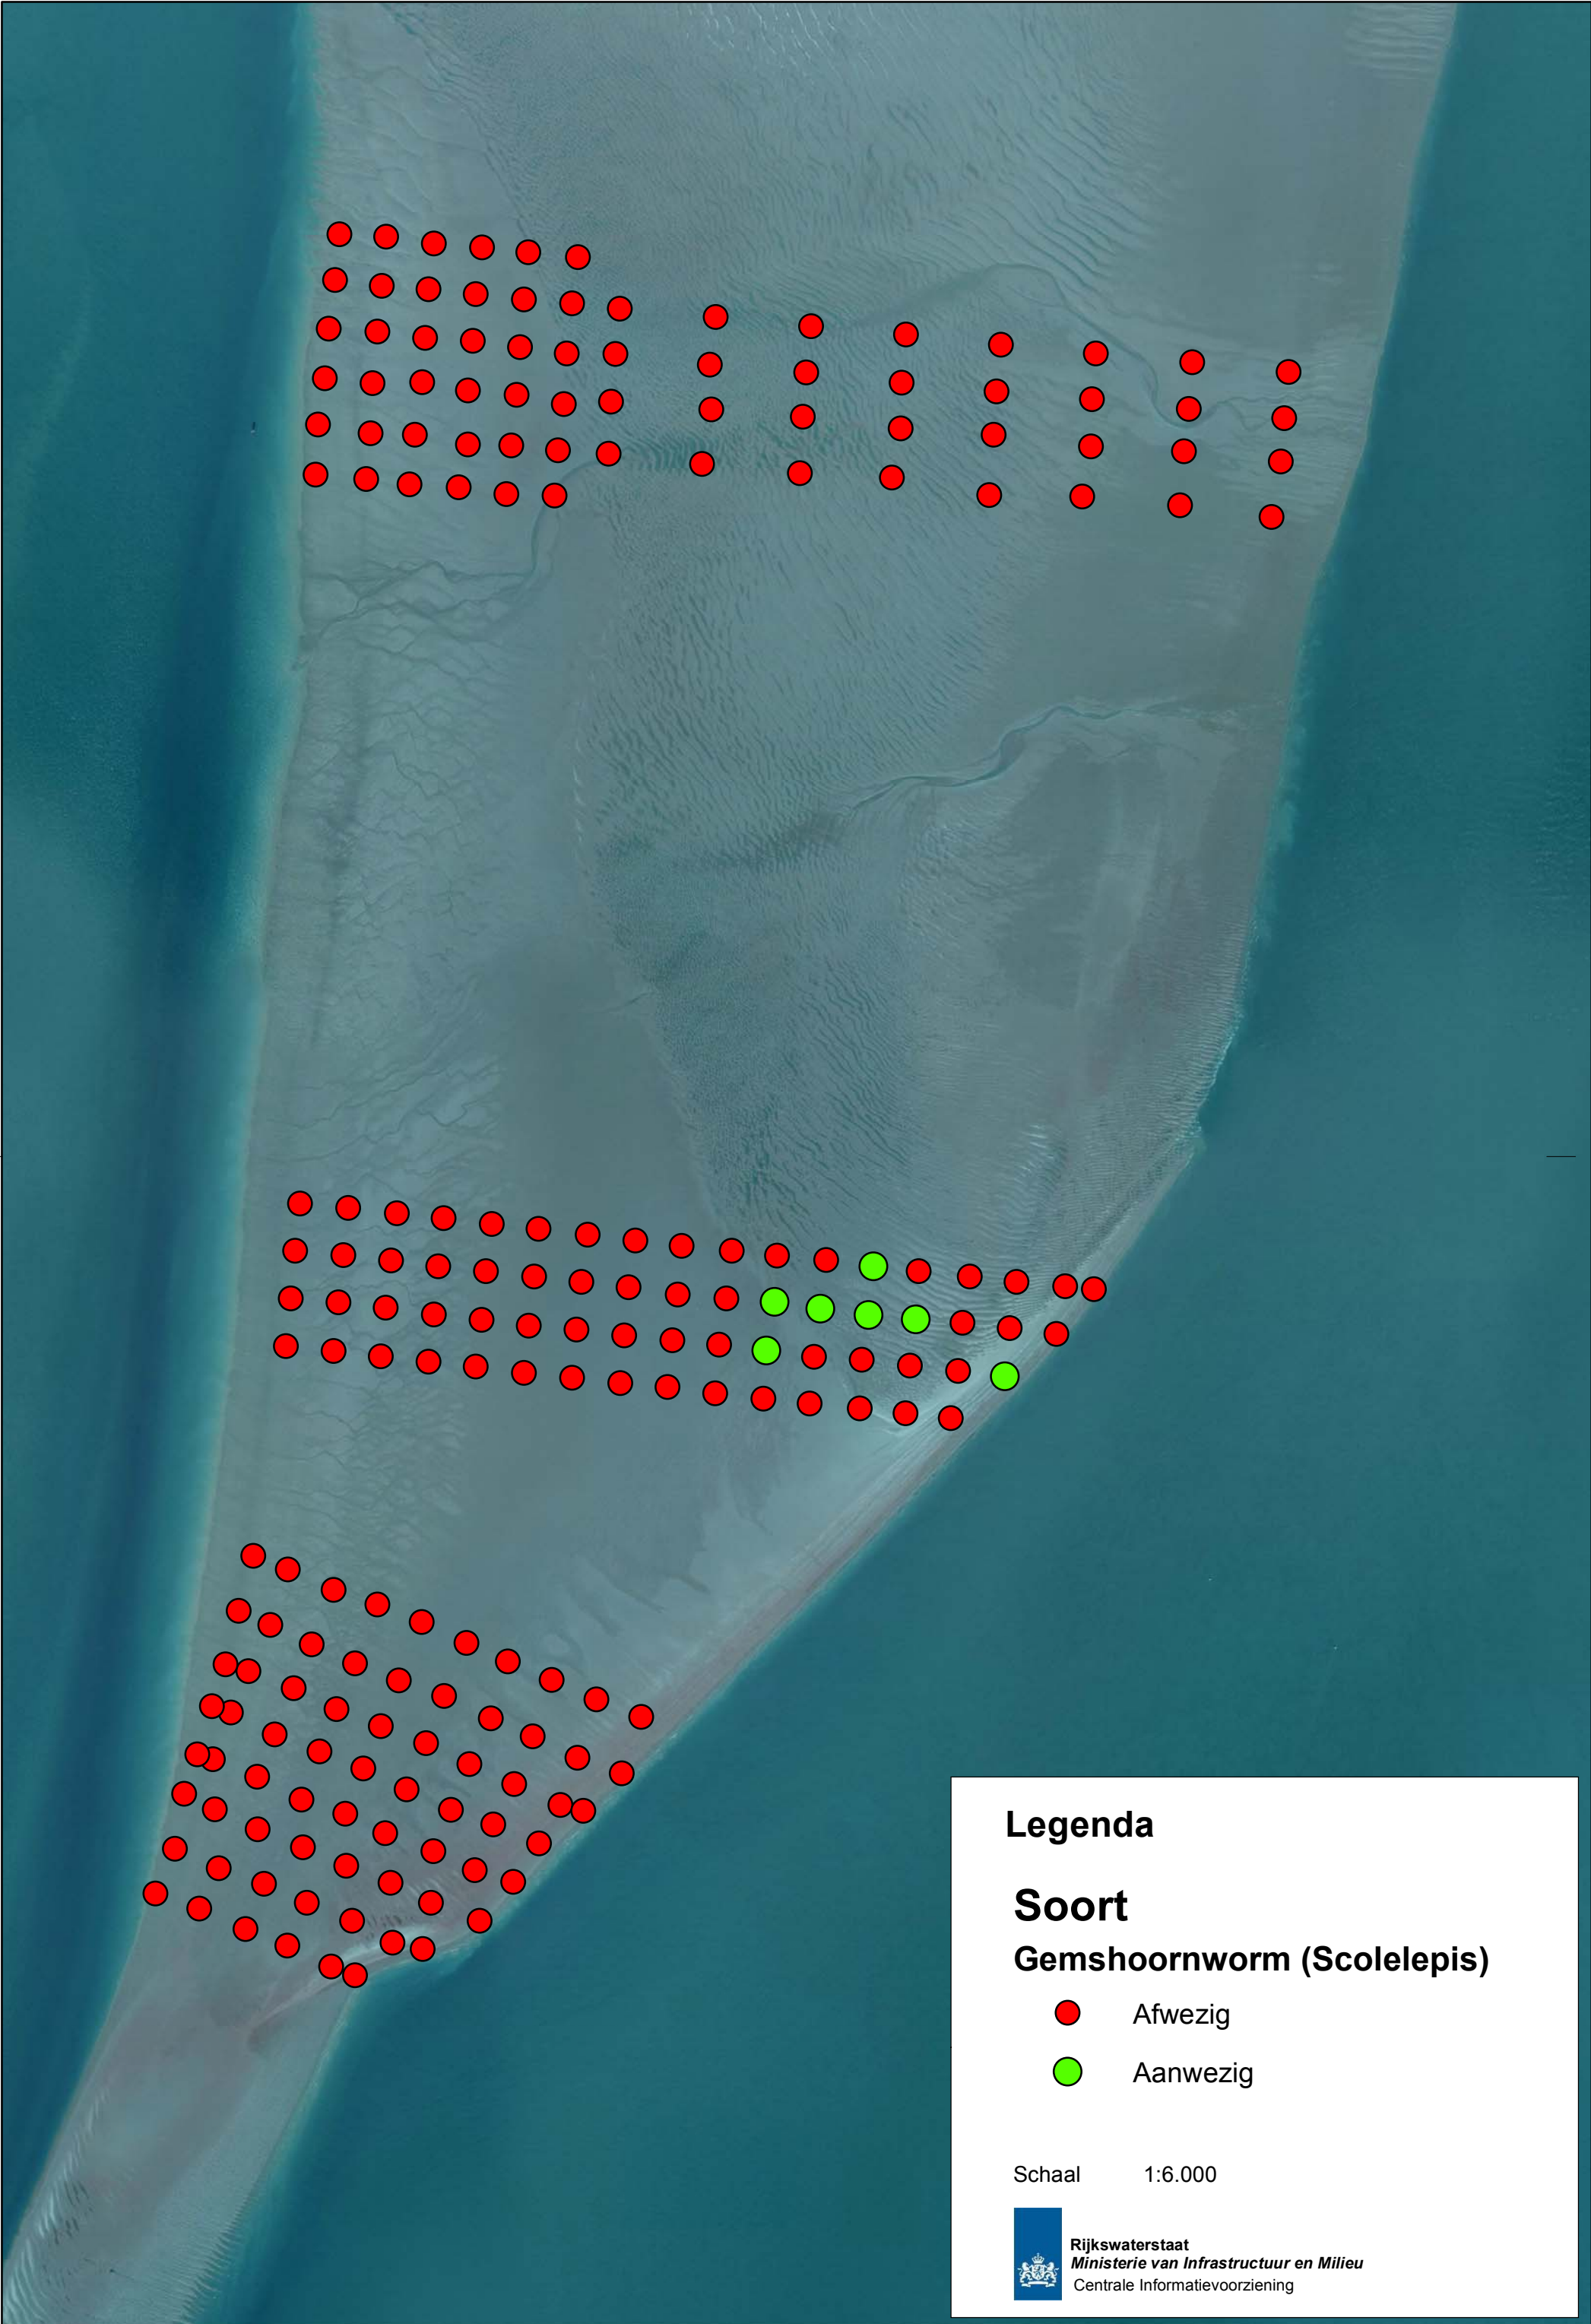 Legenda
Soort
Gemshoornworm (Scolelepis)
Afwezig
Aanwezig
Schaal 1:6.000
Rijkswaterstaat
Ministerie van Infrastructuur en Milieu
Centrale Informatievoorziening